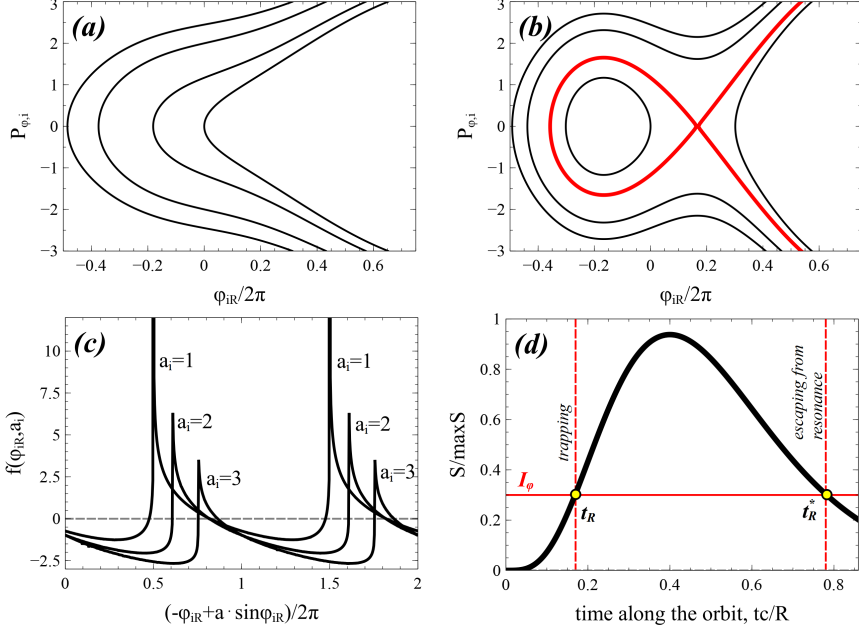 (a)
3
2
1
0
−1
−2
−3
P_φ,i
−0.4
−0.2
0
0.2
0.4
0.6
φ_iR/2π
(b)
3
2
1
0
−1
−2
−3
P_φ,i
−0.4
−0.2
0
0.2
0.4
0.6
φ_iR/2π
(c)
10
7.5
5
2.5
0
−2.5
f(φ_iR,a_i)
a_i=1
a_i=1
a_i=2
a_i=2
a_i=3
a_i=3
0
0.5
1
1.5
2
(-φ_iR+a·sinφ_iR)/2π
(d)
1
0.8
0.6
0.4
0.2
0
S/maxS
trapping
escaping from
resonance
I_φ
t_R
t_R^*
0
0.2
0.4
0.6
0.8
time along the orbit, tc/R